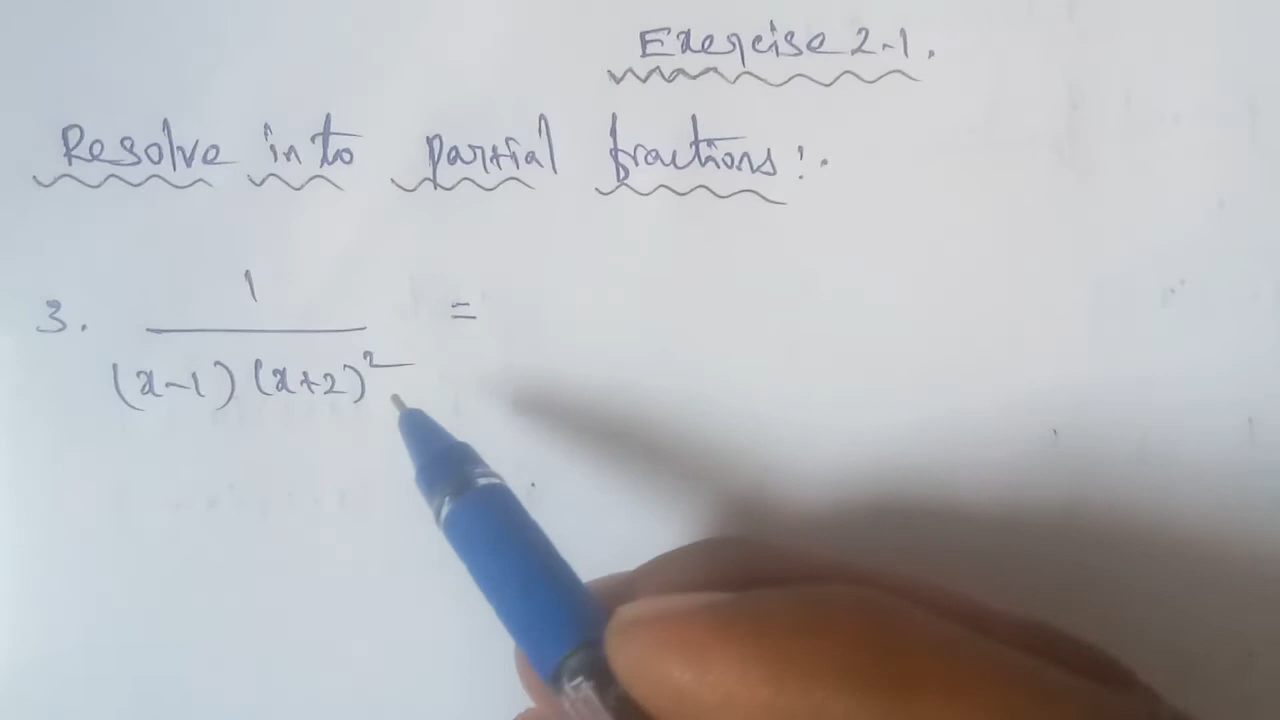 Exercise 2.1.
Resolve into partial fractions:-
3. 1 =
(x-1) (x+2)²